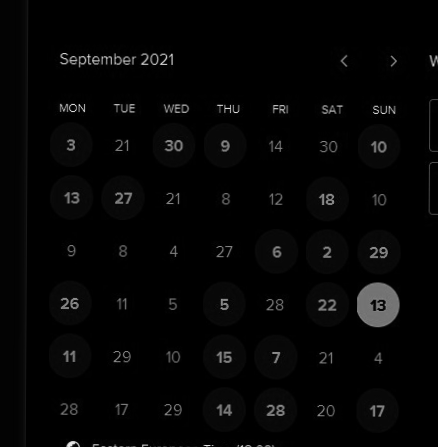 September 2021
W
MON TUE WED THU FRI SAT SUN
3 21 30 9 14 30 10
13 27 21 8 12 18 10
9 8 4 27 6 2 29
26 11 5 5 28 22 13
11 29 10 15 7 21 4
28 17 29 14 28 20 17